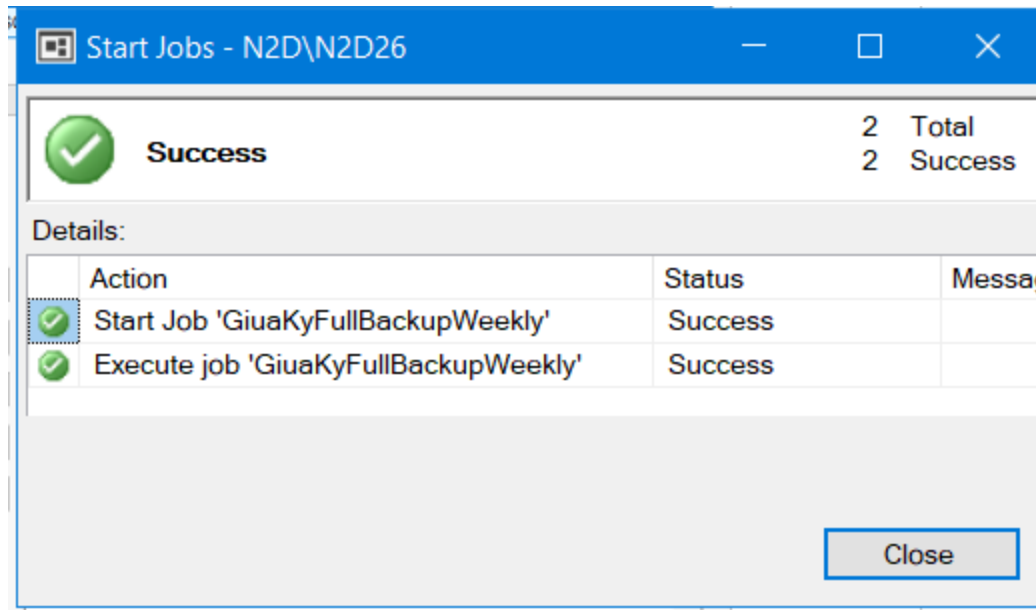 Start Jobs - N2D\N2D26
Success
2 Total
2 Success
Details:
Action Status
Start Job 'GiuaKyFullBackupWeekly' Success
Execute job 'GiuaKyFullBackupWeekly' Success
Close